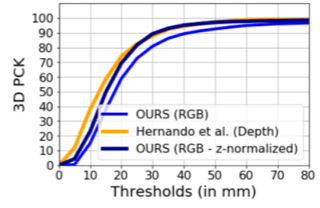 100
90
80
70
60
50
40
30
20
10
0
3D PCK
OURS (RGB)
Hernando et al. (Depth)
OURS (RGB - z-normalized)
0 10 20 30 40 50 60 70 80
Thresholds (in mm)